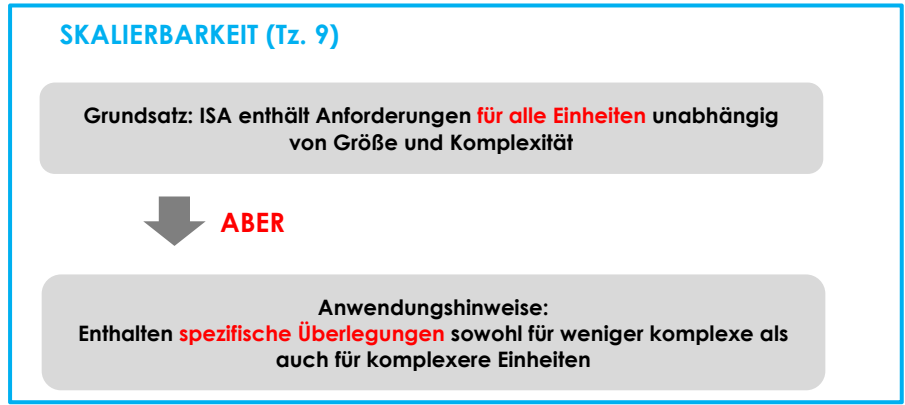 SKALIERBARKEIT (Tz. 9)
Grundsatz: ISA enthält Anforderungen für alle Einheiten unabhängig
von Größe und Komplexität
ABER
Anwendungshinweise:
Enthalten spezifische Überlegungen sowohl für weniger komplexe als
auch für komplexere Einheiten